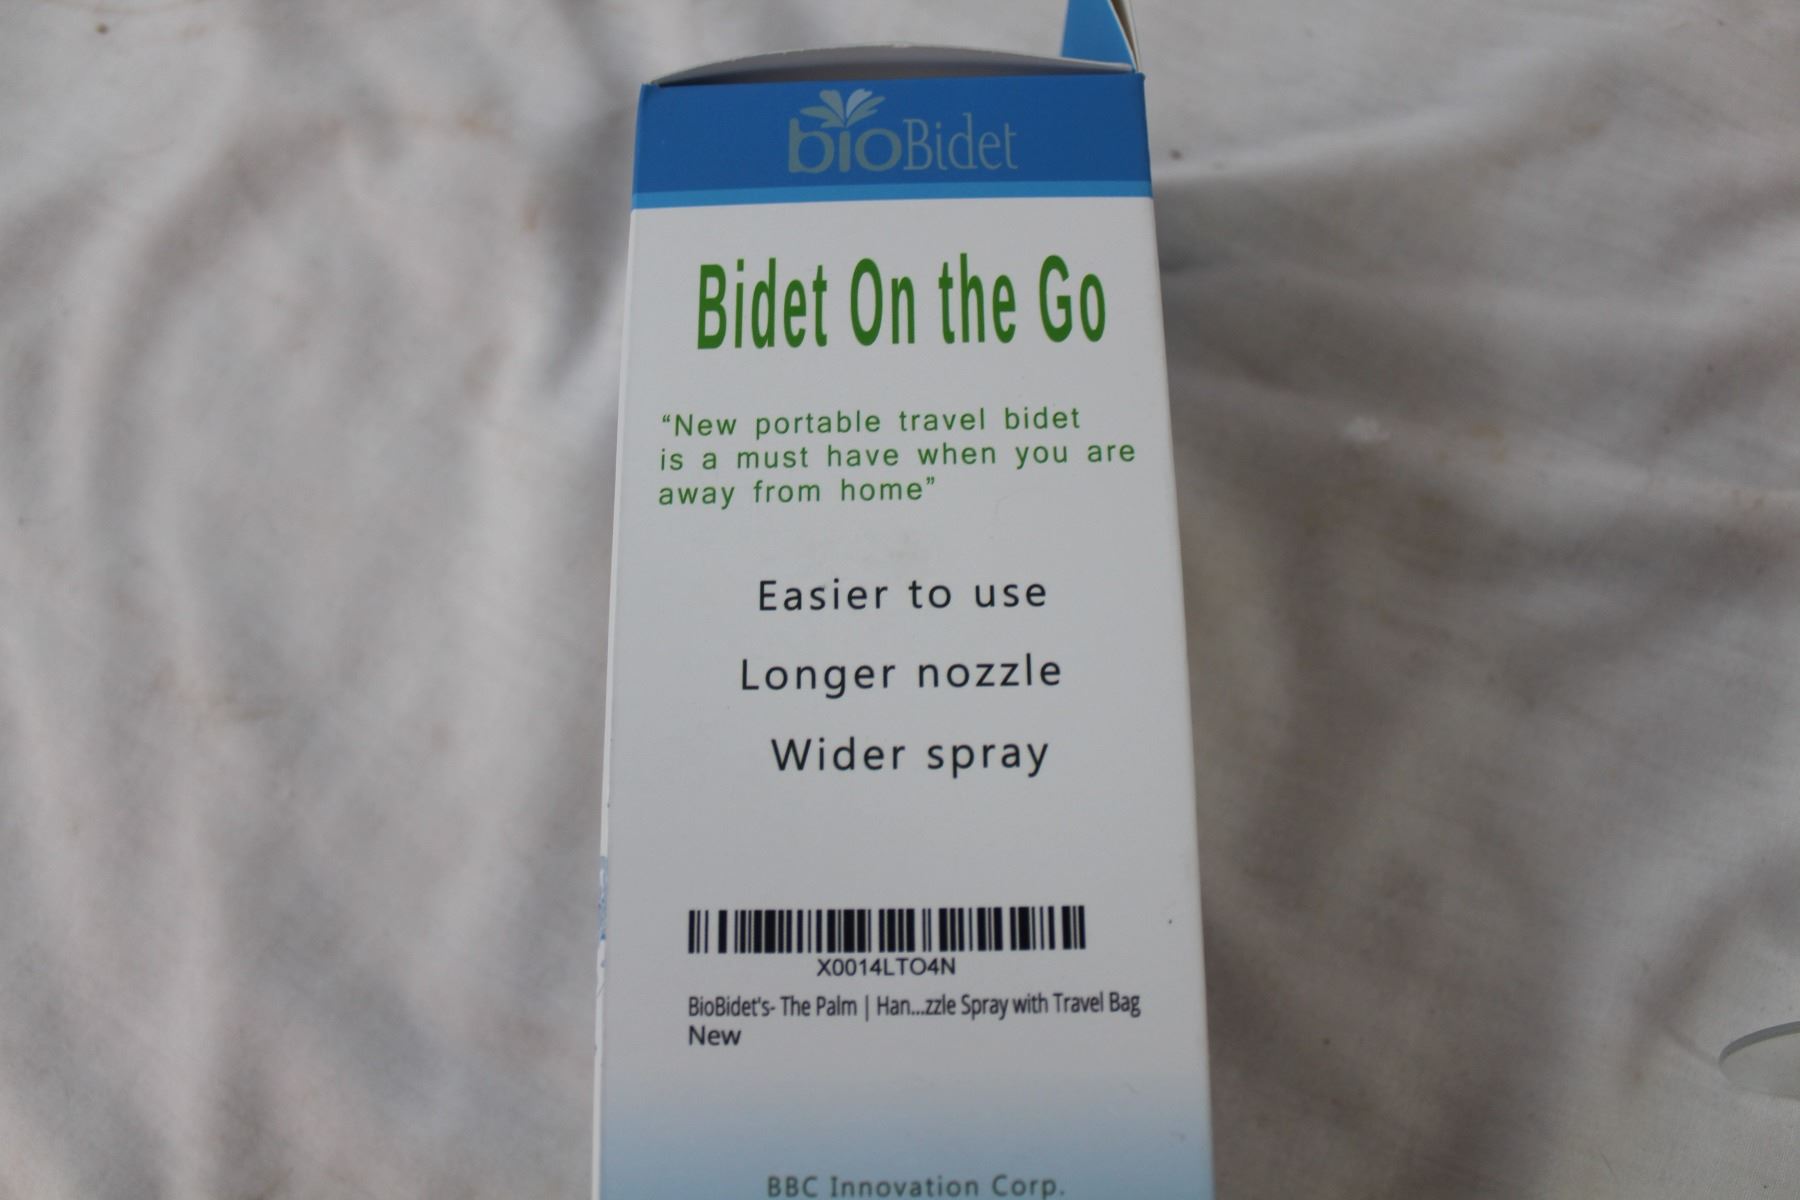 bioBidet
Bidet On the Go
“New portable travel bidet
is a must have when you are
away from home”
Easier to use
Longer nozzle
Wider spray
X0014LTO4N
BioBidet's- The Palm | Han...zzle Spray with Travel Bag
New
BBC Innovation Corp.